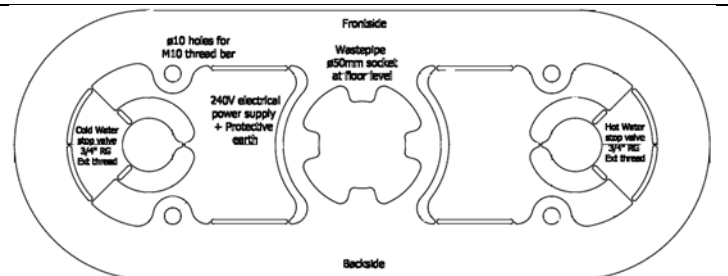 Frontside
ø10 holes for
M10 thread bar
Wastepipe
ø50mm socket
at floor level
240V electrical
power supply
+ Protective
earth
Cold Water
stop valve
3/4" RG
Ext thread
Hot Water
stop valve
3/4" RG
Ext thread
Backside